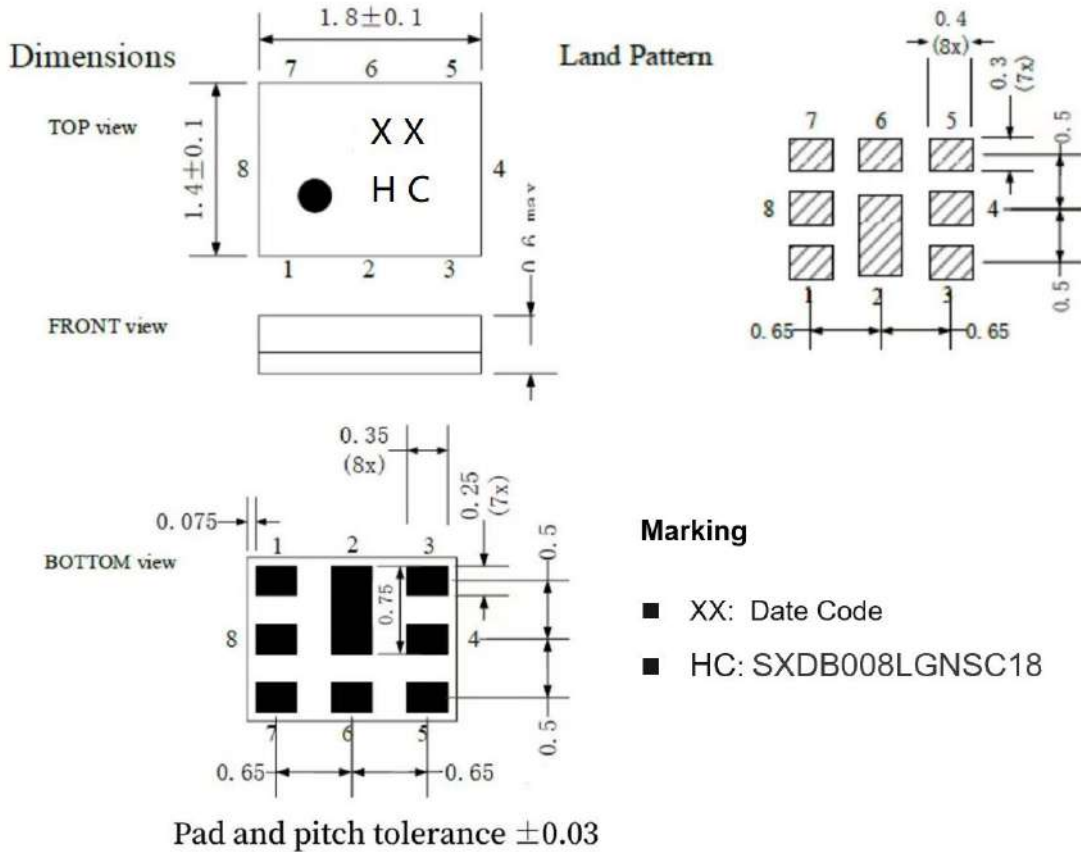 Dimensions
1.8±0.1
7 6 5
TOP view
1.4±0.1
8
X X
H C
4
1 2 3
0.6 max
FRONT view
Land Pattern
0.4
(8x)
0.3
(7x)
7 6 5
0.5
8
4
0.5
1 2 3
0.65
0.65
0.35
(8x)
0.25
(7x)
0.075
BOTTOM view
1 2 3
0.5
0.75
8
4
0.5
7 6 5
0.65
0.65
Pad and pitch tolerance ±0.03
Marking
■ XX: Date Code
■ HC: SXDB008LGNSC18